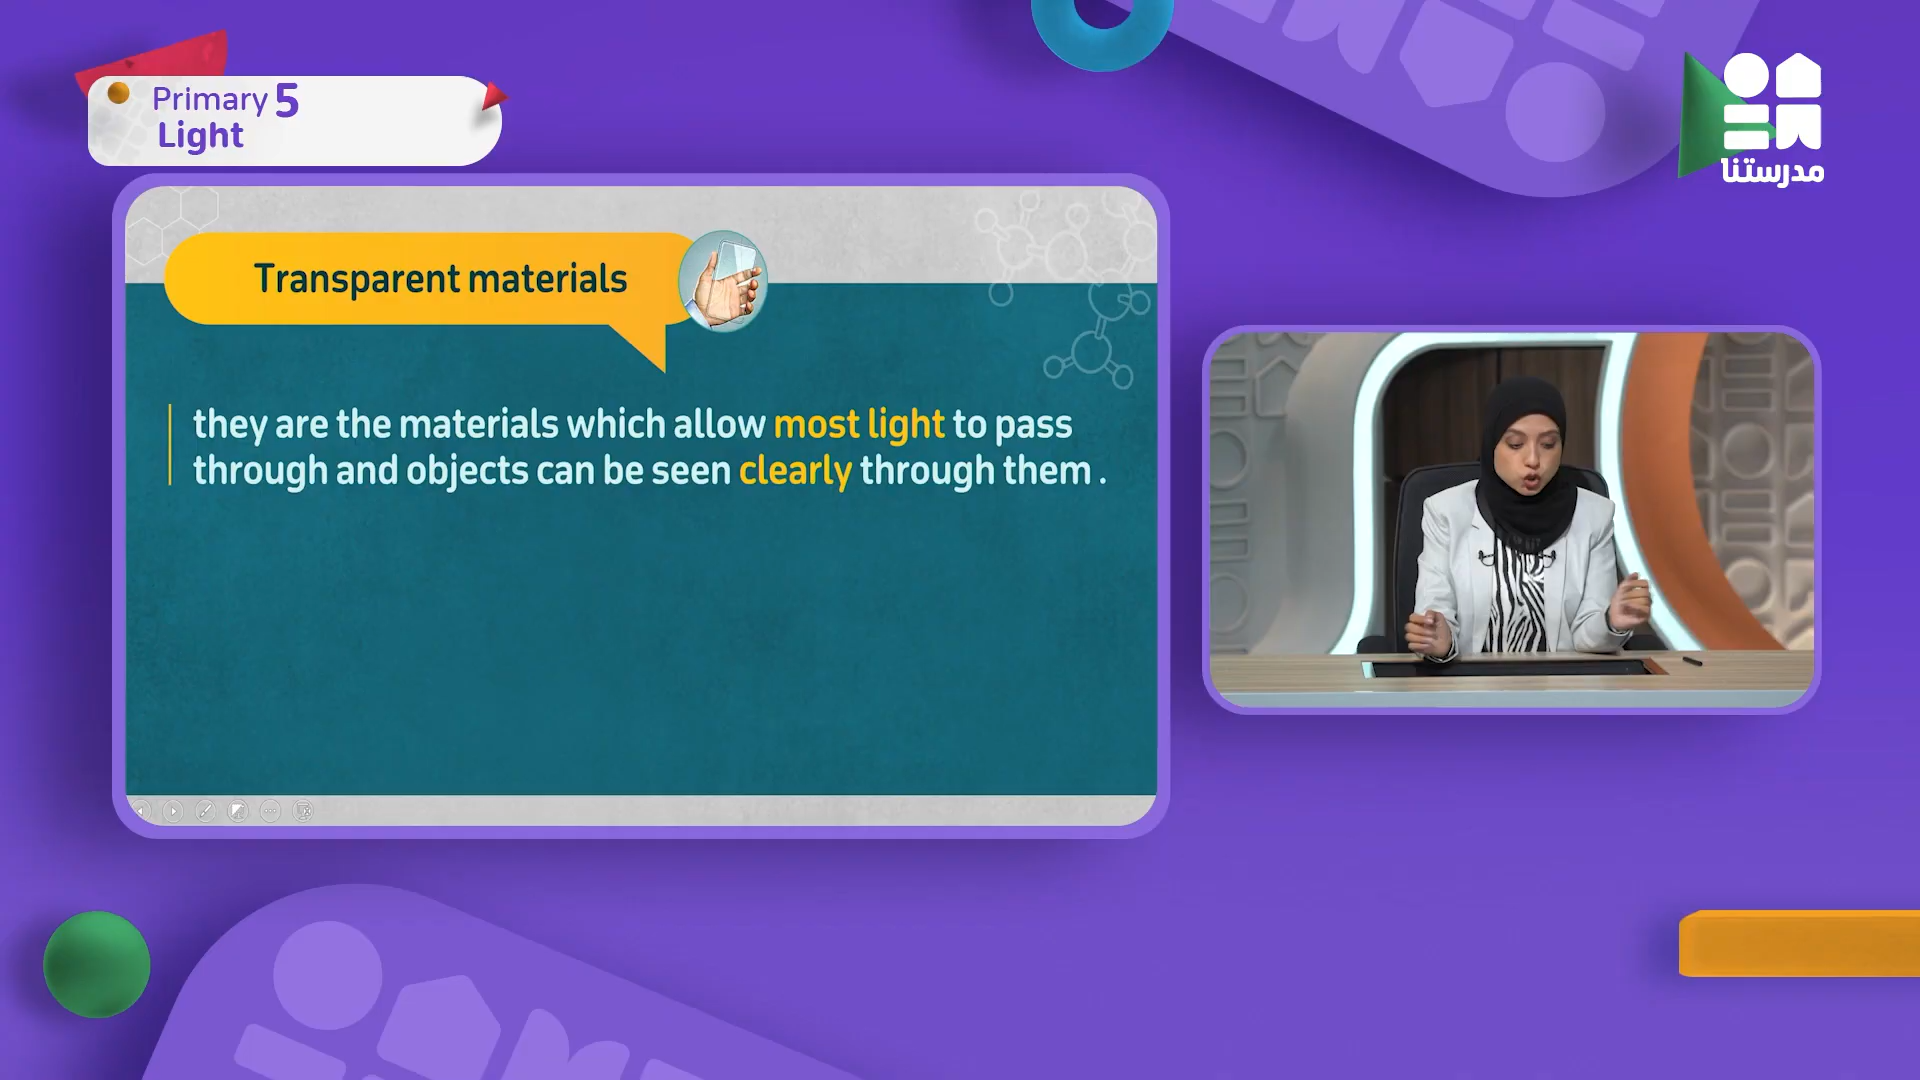 Primary 5
Light
مدرستنا
Transparent materials
they are the materials which allow most light to pass
through and objects can be seen clearly through them .